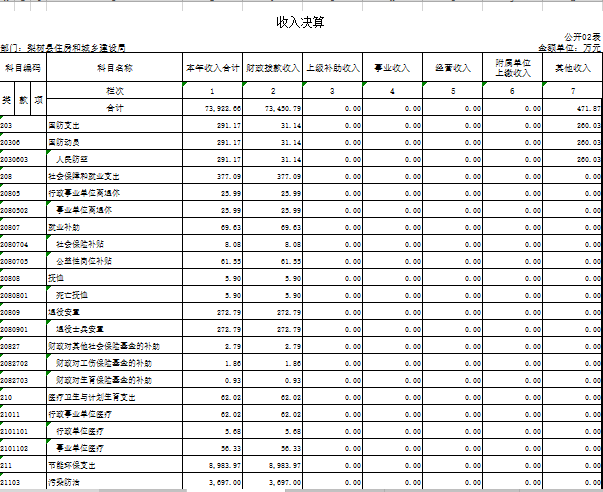 收入决算
公开02表
部门：梨树县住房和城乡建设局 金额单位：万元
科目编码 科目名称 本年收入合计 财政拨款收入 上级补助收入 事业收入 经营收入 附属单位上缴收入 其他收入
类 款 项 栏次 1 2 3 4 5 6 7
合计 73,922.66 73,450.79 0.00 0.00 0.00 0.00 471.87
203 国防支出 291.17 31.14 0.00 0.00 0.00 0.00 260.03
20306 国防动员 291.17 31.14 0.00 0.00 0.00 0.00 260.03
2030603 人民防空 291.17 31.14 0.00 0.00 0.00 0.00 260.03
208 社会保障和就业支出 377.09 377.09 0.00 0.00 0.00 0.00 0.00
20805 行政事业单位离退休 25.99 25.99 0.00 0.00 0.00 0.00 0.00
2080502 事业单位离退休 25.99 25.99 0.00 0.00 0.00 0.00 0.00
20807 就业补助 69.63 69.63 0.00 0.00 0.00 0.00 0.00
2080704 社会保险补贴 8.08 8.08 0.00 0.00 0.00 0.00 0.00
2080705 公益性岗位补贴 61.55 61.55 0.00 0.00 0.00 0.00 0.00
20808 抚恤 5.90 5.90 0.00 0.00 0.00 0.00 0.00
2080801 死亡抚恤 5.90 5.90 0.00 0.00 0.00 0.00 0.00
20809 退役安置 272.79 272.79 0.00 0.00 0.00 0.00 0.00
2080901 退役士兵安置 272.79 272.79 0.00 0.00 0.00 0.00 0.00
20827 财政对其他社会保险基金的补助 2.79 2.79 0.00 0.00 0.00 0.00 0.00
2082702 财政对工伤保险基金的补助 1.86 1.86 0.00 0.00 0.00 0.00 0.00
2082703 财政对生育保险基金的补助 0.93 0.93 0.00 0.00 0.00 0.00 0.00
210 医疗卫生与计划生育支出 62.02 62.02 0.00 0.00 0.00 0.00 0.00
21011 行政事业单位医疗 62.02 62.02 0.00 0.00 0.00 0.00 0.00
2101101 行政单位医疗 5.68 5.68 0.00 0.00 0.00 0.00 0.00
2101102 事业单位医疗 56.33 56.33 0.00 0.00 0.00 0.00 0.00
211 节能环保支出 8,983.97 8,983.97 0.00 0.00 0.00 0.00 0.00
21103 污染防治 3,697.00 3,697.00 0.00 0.00 0.00 0.00 0.00